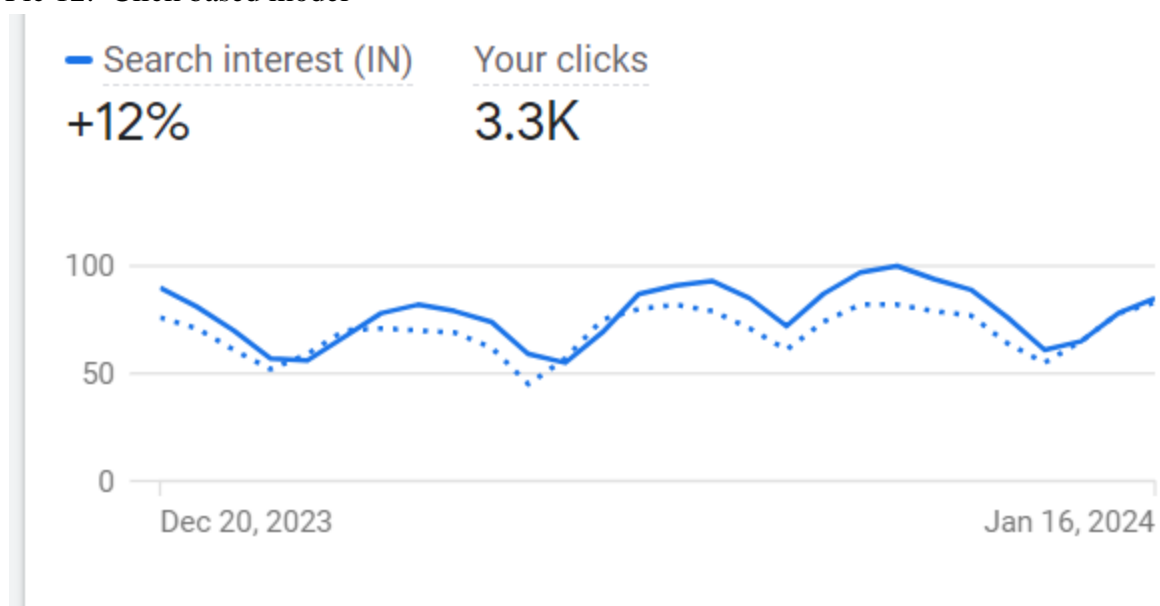 Search interest (IN) Your clicks
+12% 3.3K
100
50
0
Dec 20, 2023 Jan 16, 2024